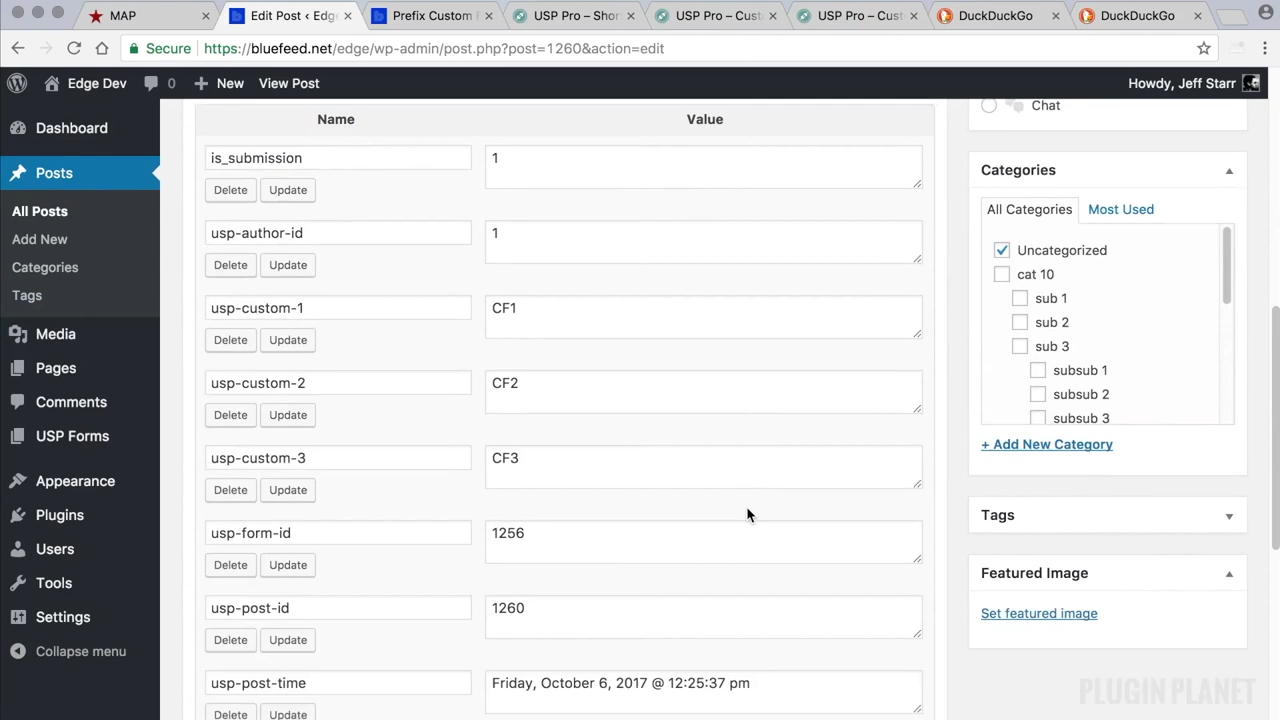 MAP
Edit Post ‹ Edge
Prefix Custom F
USP Pro – Shor
USP Pro – Cust
USP Pro – Cust
DuckDuckGo
DuckDuckGo
Secure
https://bluefeed.net/edge/wp-admin/post.php?post=1260&action=edit
Edge Dev
0
New
View Post
Howdy, Jeff Starr
Dashboard
Posts
All Posts
Add New
Categories
Tags
Media
Pages
Comments
USP Forms
Appearance
Plugins
Users
Tools
Settings
Collapse menu
Name
Value
is_submission
1
Delete
Update
usp-author-id
1
Delete
Update
usp-custom-1
CF1
Delete
Update
usp-custom-2
CF2
Delete
Update
usp-custom-3
CF3
Delete
Update
usp-form-id
1256
Delete
Update
usp-post-id
1260
Delete
Update
usp-post-time
Friday, October 6, 2017 @ 12:25:37 pm
Delete
Update
Chat
Categories
All Categories
Most Used
Uncategorized
cat 10
sub 1
sub 2
sub 3
subsub 1
subsub 2
subsub 3
+ Add New Category
Tags
Featured Image
Set featured image
PLUGIN PLANET